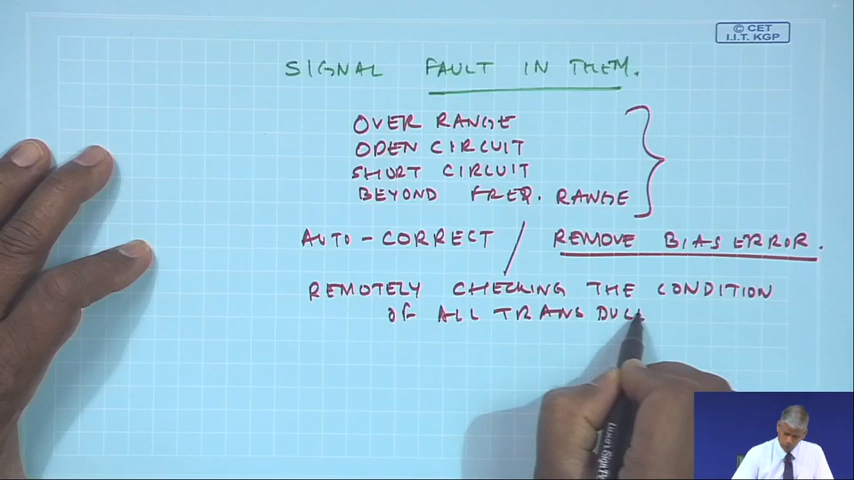 © CET
I.I.T. KGP
SIGNAL FAULT IN THEM.
OVER RANGE
OPEN CIRCUIT
SHORT CIRCUIT
BEYOND FREQ. RANGE
AUTO-CORRECT / REMOVE BIAS ERROR.
REMOTELY CHECKING THE CONDITION
OF ALL TRANSDUC